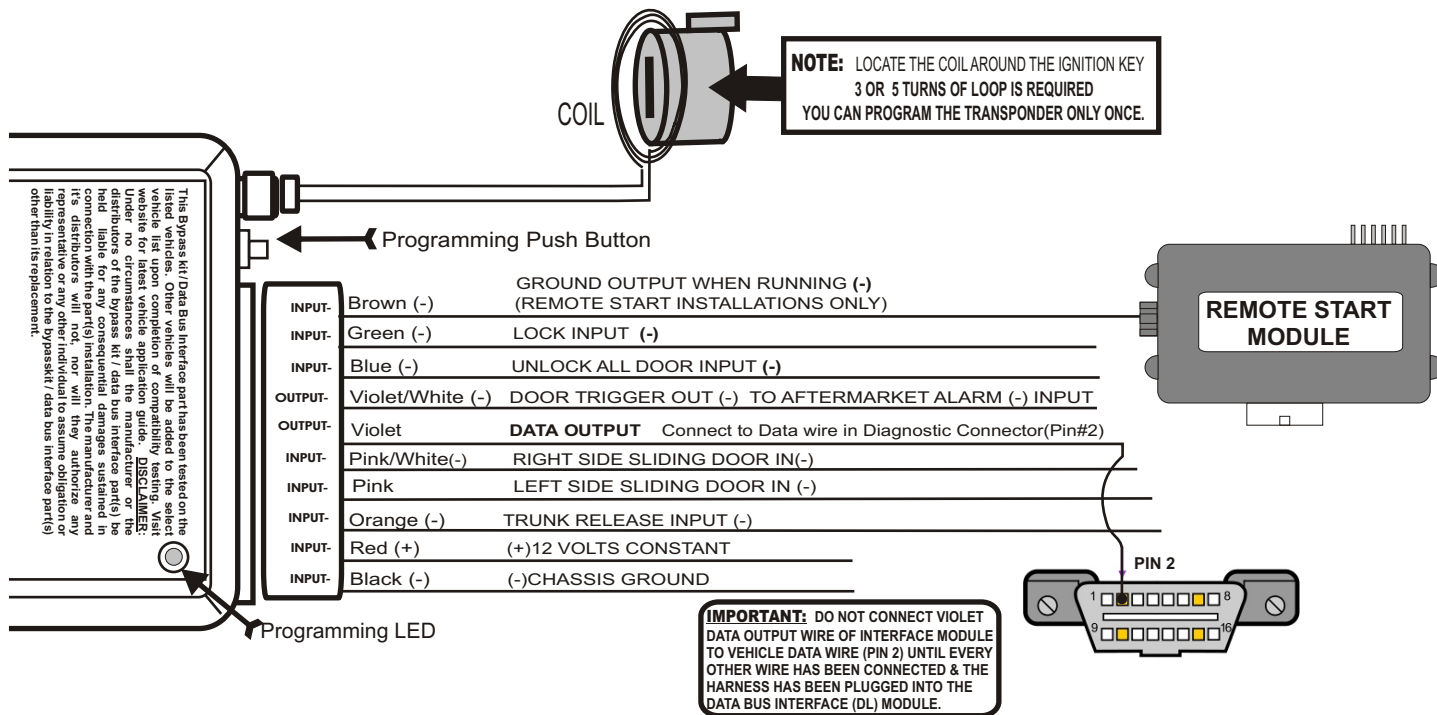 NOTE: LOCATE THE COIL AROUND THE IGNITION KEY
3 OR 5 TURNS OF LOOP IS REQUIRED
YOU CAN PROGRAM THE TRANSPONDER ONLY ONCE.
COIL
This Bypass kit / Data Bus Interface part has been tested on the
listed vehicles. Other vehicles will be added to the select
vehicle list upon completion of compatibility testing. Visit
website for latest vehicle application guide. DISCLAIMER:
Under no circumstances shall the manufacturer or the
distributors of the bypass kit / data bus interface part(s) be
held liable for any consequential damages sustained in
connection with the part(s) installation. The manufacturer and
it's distributors will not, nor will they authorize any
representative or any other individual to assume obligation or
liability in relation to the bypasskit / data bus interface part(s)
other than its replacement.
Programming Push Button
INPUT- Brown (-) GROUND OUTPUT WHEN RUNNING (-)
(REMOTE START INSTALLATIONS ONLY)
INPUT- Green (-) LOCK INPUT (-)
INPUT- Blue (-) UNLOCK ALL DOOR INPUT (-)
OUTPUT- Violet/White (-) DOOR TRIGGER OUT (-) TO AFTERMARKET ALARM (-) INPUT
OUTPUT- Violet DATA OUTPUT Connect to Data wire in Diagnostic Connector(Pin#2)
INPUT- Pink/White(-) RIGHT SIDE SLIDING DOOR IN(-)
INPUT- Pink LEFT SIDE SLIDING DOOR IN (-)
INPUT- Orange (-) TRUNK RELEASE INPUT (-)
INPUT- Red (+) (+)12 VOLTS CONSTANT
INPUT- Black (-) (-)CHASSIS GROUND
REMOTE START
MODULE
PIN 2
1 8
9 16
Programming LED
IMPORTANT: DO NOT CONNECT VIOLET
DATA OUTPUT WIRE OF INTERFACE MODULE
TO VEHICLE DATA WIRE (PIN 2) UNTIL EVERY
OTHER WIRE HAS BEEN CONNECTED & THE
HARNESS HAS BEEN PLUGGED INTO THE
DATA BUS INTERFACE (DL) MODULE.